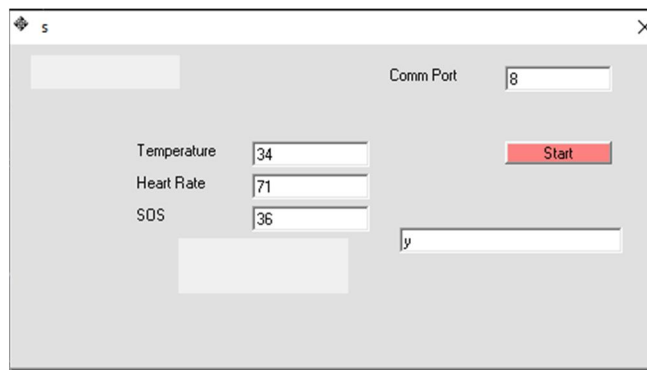 s
Comm Port 8
Temperature 34
Start
Heart Rate 71
SOS 36
y